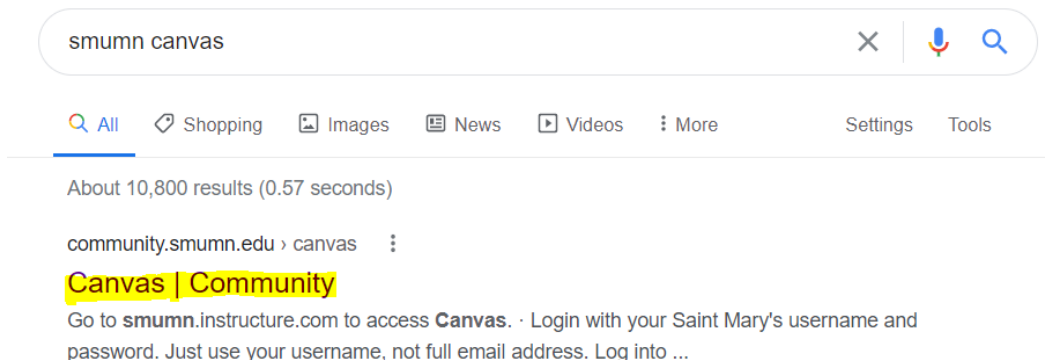 smumn canvas
All Shopping Images News Videos More Settings Tools
About 10,800 results (0.57 seconds)
community.smumn.edu › canvas
Canvas | Community
Go to smumn.instructure.com to access Canvas. · Login with your Saint Mary's username and
password. Just use your username, not full email address. Log into ...